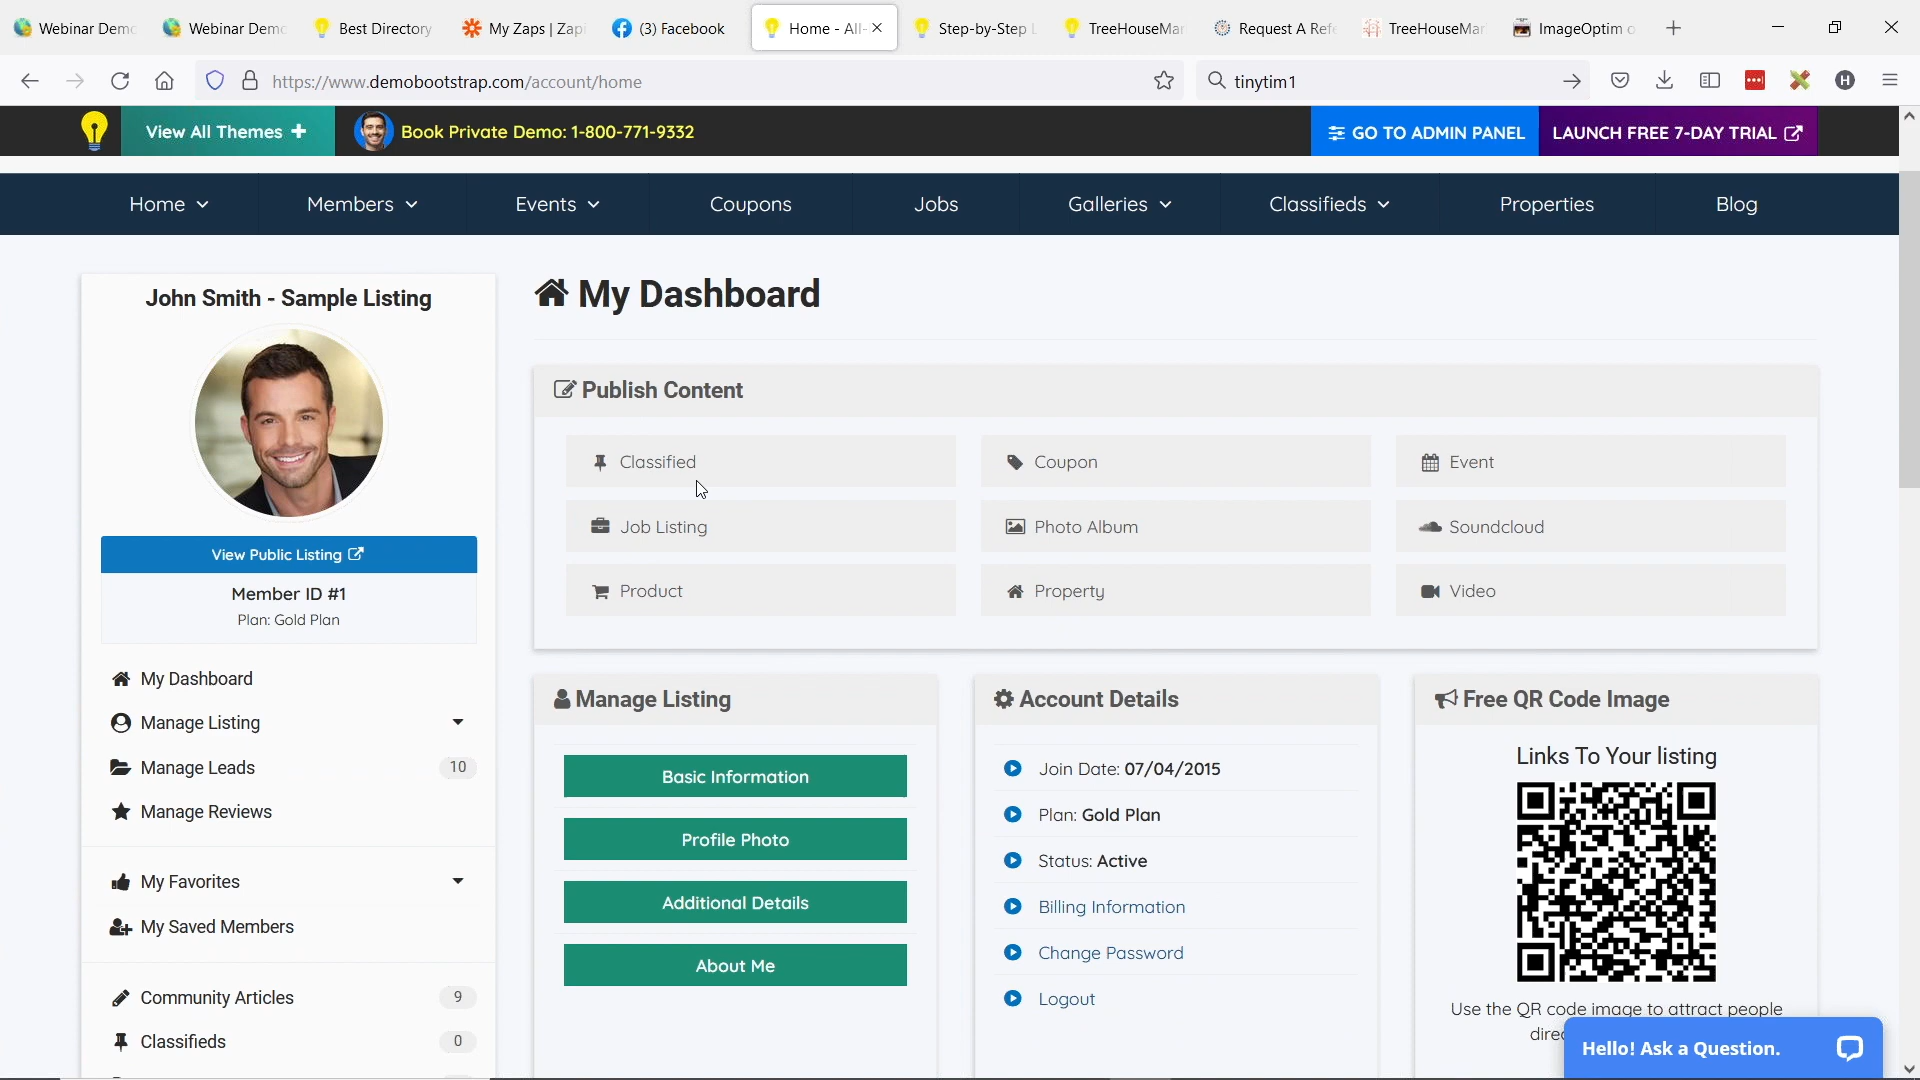 Webinar Demo
Webinar Demo
Best Directory
My Zaps | Zapi
(3) Facebook
Home - All-
Step-by-Step L
TreeHouseMar
Request A Refe
TreeHouseMar
ImageOptim o
https://www.demobootstrap.com/account/home
tinytim1
H
View All Themes +
Book Private Demo: 1-800-771-9332
GO TO ADMIN PANEL
LAUNCH FREE 7-DAY TRIAL
Home
Members
Events
Coupons
Jobs
Galleries
Classifieds
Properties
Blog
John Smith - Sample Listing
View Public Listing
Member ID #1
Plan: Gold Plan
My Dashboard
Manage Listing
Manage Leads 10
Manage Reviews
My Favorites
My Saved Members
Community Articles 9
Classifieds 0
My Dashboard
Publish Content
Classified
Coupon
Event
Job Listing
Photo Album
Soundcloud
Product
Property
Video
Manage Listing
Basic Information
Profile Photo
Additional Details
About Me
Account Details
Join Date: 07/04/2015
Plan: Gold Plan
Status: Active
Billing Information
Change Password
Logout
Free QR Code Image
Links To Your listing
Use the QR code image to attract people
Hello! Ask a Question.